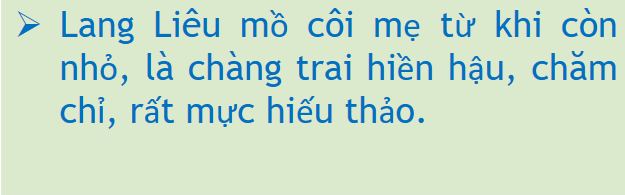 ➢ Lang Liêu mồ côi mẹ từ khi còn
nhỏ, là chàng trai hiền hậu, chăm
chỉ, rất mực hiếu thảo.